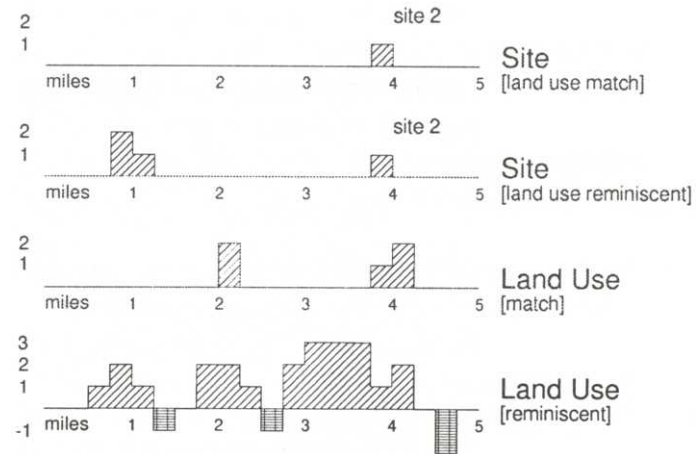 2
site 2
1
Site
miles 1 2 3 4 5
[land use match]
2
site 2
1
Site
miles 1 2 3 4 5
[land use reminiscent]
2
1
Land Use
miles 1 2 3 4 5
[match]
3
2
1
Land Use
[reminiscent]
-1
miles 1 2 3 4 5